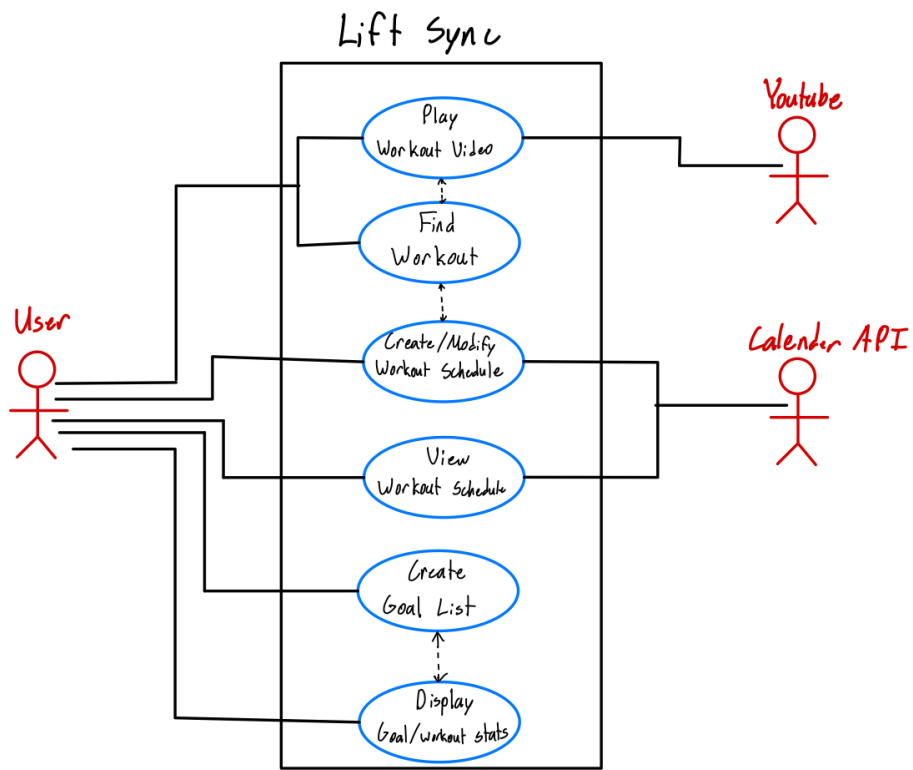 Lift Sync
Youtube
Play
Workout Video
Find
Workout
User
Create/Modify
Workout Schedule
Calender API
View
Workout Schedule
Create
Goal List
Display
Goal/workout stats